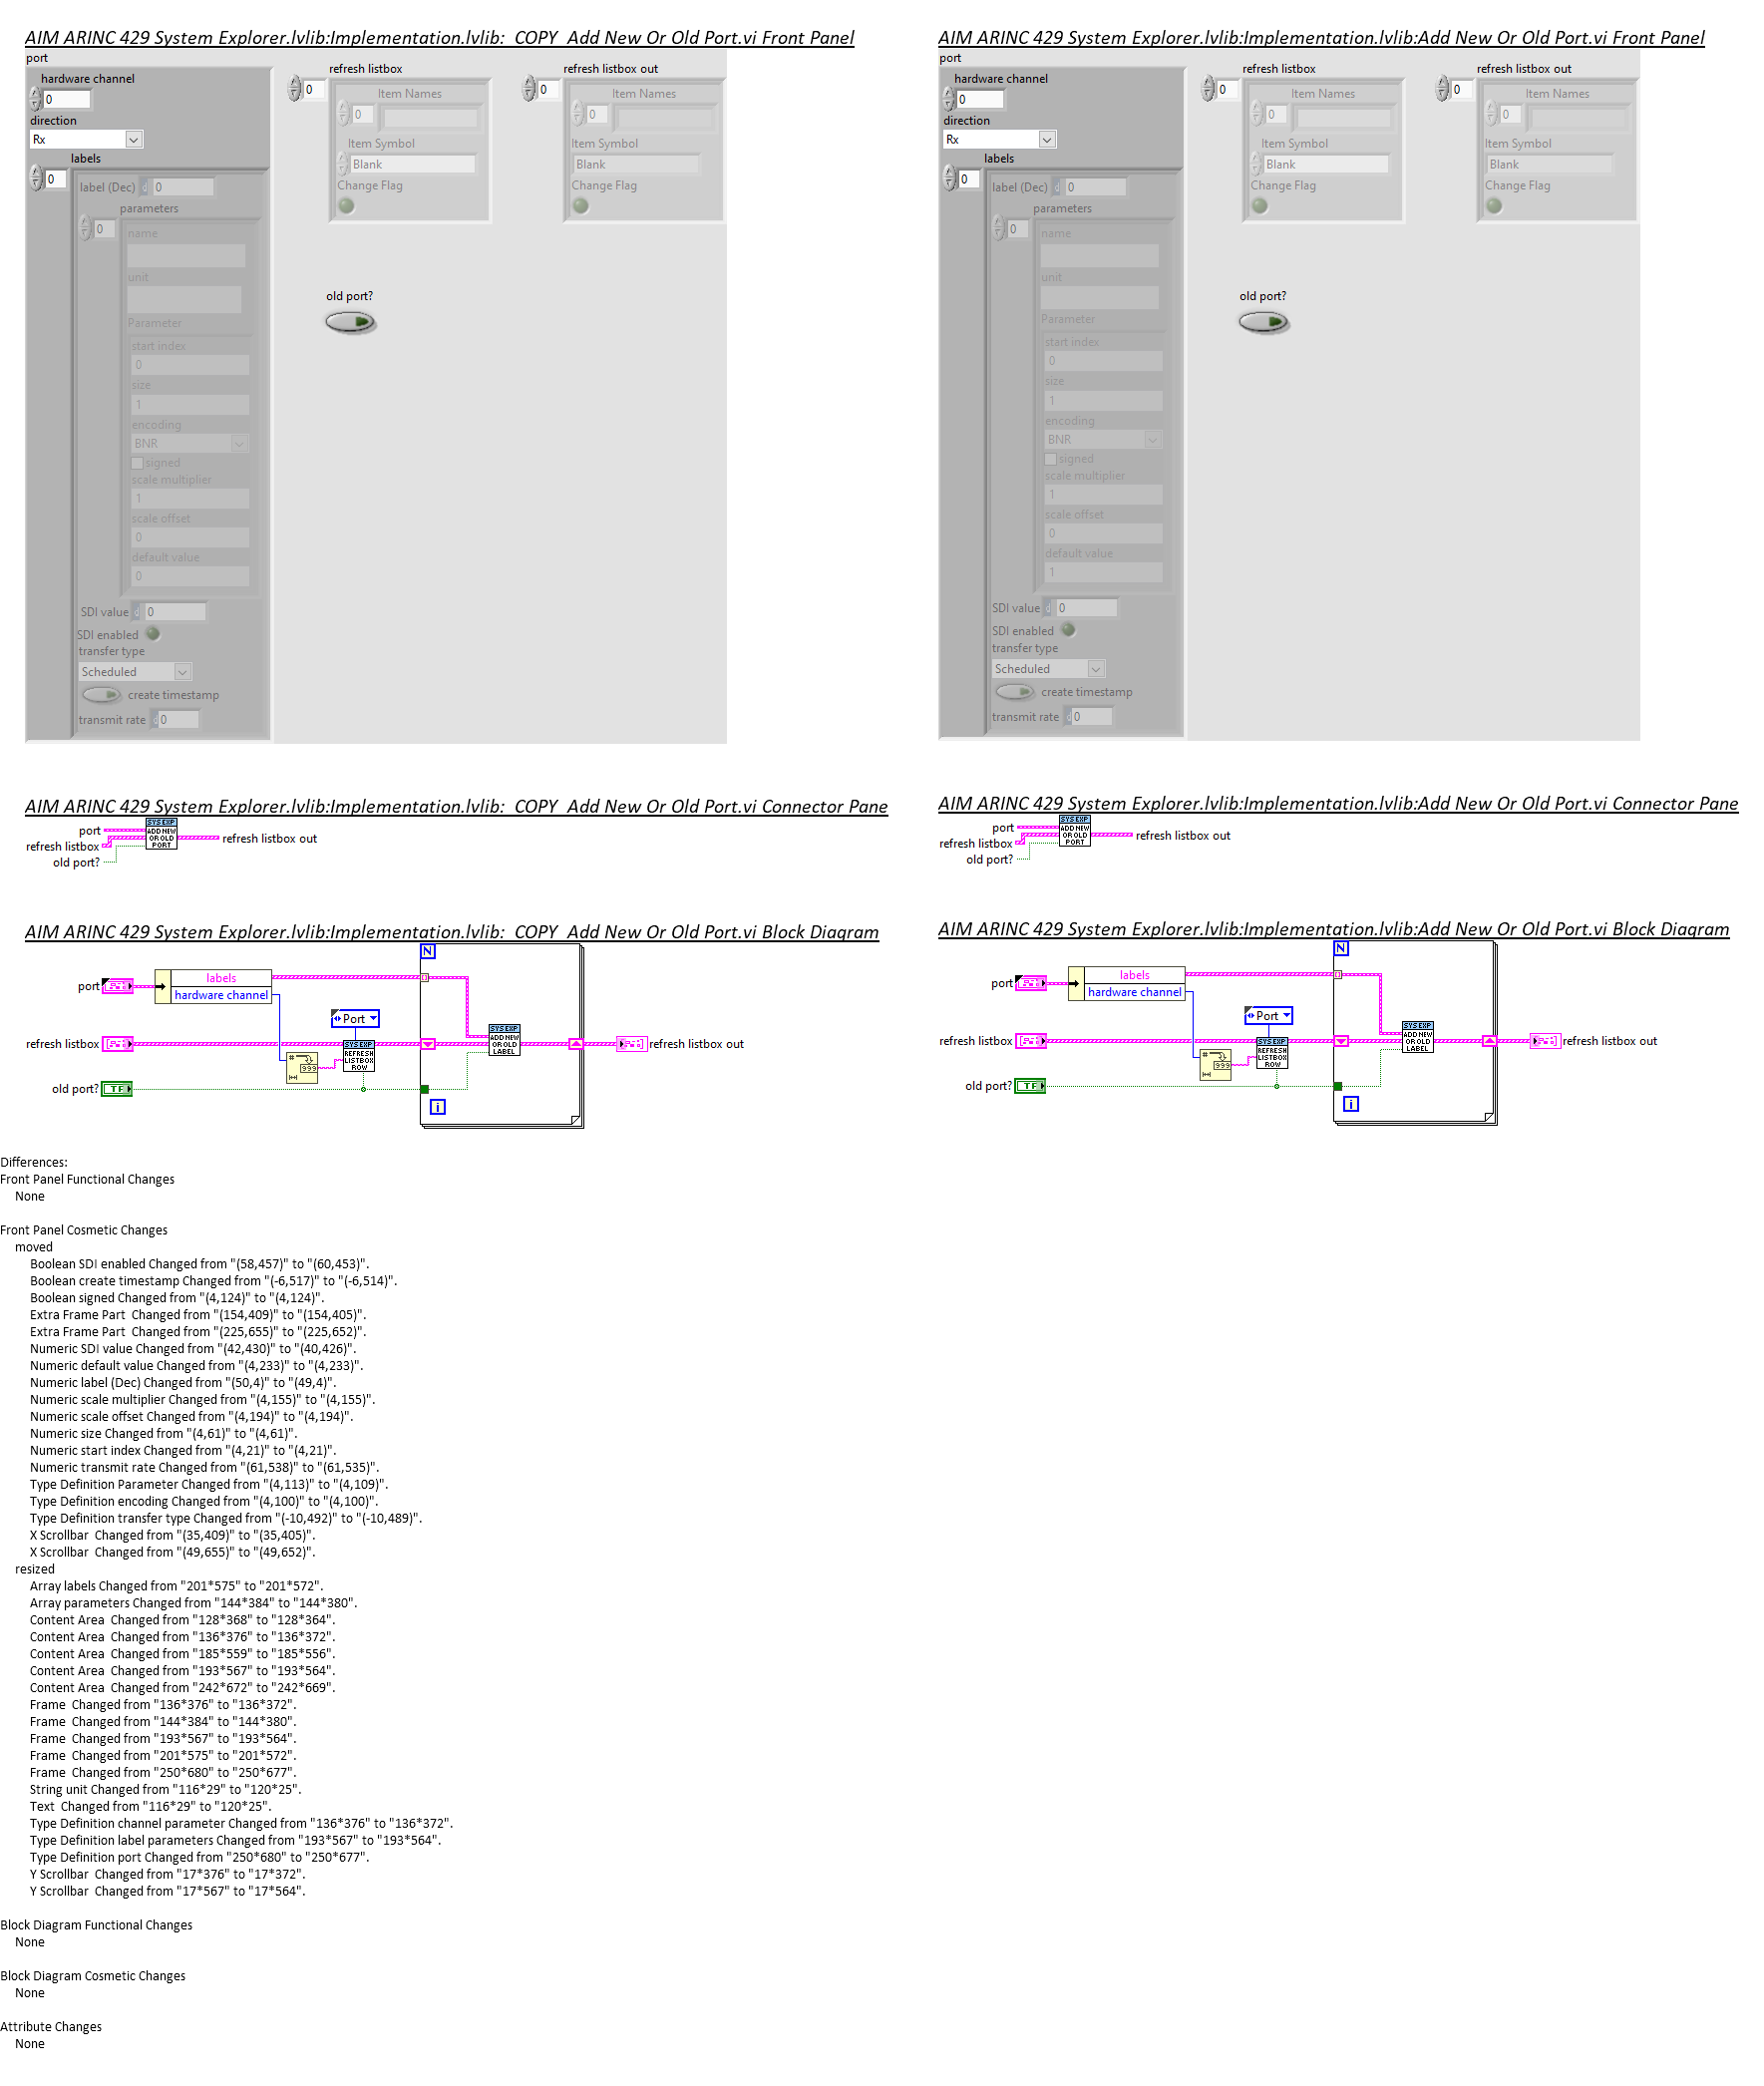 AIM ARINC 429 System Explorer.lvlib:Implementation.lvlib:  COPY  Add New Or Old Port.vi Front Panel
port
hardware channel
0
direction
Rx
labels
0
label (Dec) d 0
parameters
0
name
unit
Parameter
start index
0
size
1
encoding
BNR
signed
scale multiplier
1
scale offset
0
default value
0
SDI value d 0
SDI enabled
transfer type
Scheduled
create timestamp
transmit rate d 0
refresh listbox
0
Item Names
0
Item Symbol
Blank
Change Flag
refresh listbox out
0
Item Names
0
Item Symbol
Blank
Change Flag
old port?
AIM ARINC 429 System Explorer.lvlib:Implementation.lvlib:Add New Or Old Port.vi Front Panel
port
hardware channel
0
direction
Rx
labels
0
label (Dec) d 0
parameters
0
name
unit
Parameter
start index
0
size
1
encoding
BNR
signed
scale multiplier
1
scale offset
0
default value
1
SDI value d 0
SDI enabled
transfer type
Scheduled
create timestamp
transmit rate d 0
refresh listbox
0
Item Names
0
Item Symbol
Blank
Change Flag
refresh listbox out
0
Item Names
0
Item Symbol
Blank
Change Flag
old port?
AIM ARINC 429 System Explorer.lvlib:Implementation.lvlib:  COPY  Add New Or Old Port.vi Connector Pane
port
refresh listbox
old port?
SYS EXP
ADD NEW
OR OLD
PORT
refresh listbox out
AIM ARINC 429 System Explorer.lvlib:Implementation.lvlib:Add New Or Old Port.vi Connector Pane
port
refresh listbox
old port?
SYS EXP
ADD NEW
OR OLD
PORT
refresh listbox out
AIM ARINC 429 System Explorer.lvlib:Implementation.lvlib:  COPY  Add New Or Old Port.vi Block Diagram
N
port
labels
hardware channel
Port
refresh listbox
SYS EXP
REFRESH
LISTBOX
ROW
#
999
SYS EXP
ADD NEW
OR OLD
LABEL
refresh listbox out
old port?
TF
i
AIM ARINC 429 System Explorer.lvlib:Implementation.lvlib:Add New Or Old Port.vi Block Diagram
N
port
labels
hardware channel
Port
refresh listbox
SYS EXP
REFRESH
LISTBOX
ROW
#
999
SYS EXP
ADD NEW
OR OLD
LABEL
refresh listbox out
old port?
TF
i
Differences:
Front Panel Functional Changes
None
Front Panel Cosmetic Changes
moved
Boolean SDI enabled Changed from "(58,457)" to "(60,453)".
Boolean create timestamp Changed from "(-6,517)" to "(-6,514)".
Boolean signed Changed from "(4,124)" to "(4,124)".
Extra Frame Part  Changed from "(154,409)" to "(154,405)".
Extra Frame Part  Changed from "(225,655)" to "(225,652)".
Numeric SDI value Changed from "(42,430)" to "(40,426)".
Numeric default value Changed from "(4,233)" to "(4,233)".
Numeric label (Dec) Changed from "(50,4)" to "(49,4)".
Numeric scale multiplier Changed from "(4,155)" to "(4,155)".
Numeric scale offset Changed from "(4,194)" to "(4,194)".
Numeric size Changed from "(4,61)" to "(4,61)".
Numeric start index Changed from "(4,21)" to "(4,21)".
Numeric transmit rate Changed from "(61,538)" to "(61,535)".
Type Definition Parameter Changed from "(4,113)" to "(4,109)".
Type Definition encoding Changed from "(4,100)" to "(4,100)".
Type Definition transfer type Changed from "(-10,492)" to "(-10,489)".
X Scrollbar  Changed from "(35,409)" to "(35,405)".
X Scrollbar  Changed from "(49,655)" to "(49,652)".
resized
Array labels Changed from "201*575" to "201*572".
Array parameters Changed from "144*384" to "144*380".
Content Area  Changed from "128*368" to "128*364".
Content Area  Changed from "136*376" to "136*372".
Content Area  Changed from "185*559" to "185*556".
Content Area  Changed from "193*567" to "193*564".
Content Area  Changed from "242*672" to "242*669".
Frame  Changed from "136*376" to "136*372".
Frame  Changed from "144*384" to "144*380".
Frame  Changed from "193*567" to "193*564".
Frame  Changed from "201*575" to "201*572".
Frame  Changed from "250*680" to "250*677".
String unit Changed from "116*29" to "120*25".
Text  Changed from "116*29" to "120*25".
Type Definition channel parameter Changed from "136*376" to "136*372".
Type Definition label parameters Changed from "193*567" to "193*564".
Type Definition port Changed from "250*680" to "250*677".
Y Scrollbar  Changed from "17*376" to "17*372".
Y Scrollbar  Changed from "17*567" to "17*564".
Block Diagram Functional Changes
None
Block Diagram Cosmetic Changes
None
Attribute Changes
None